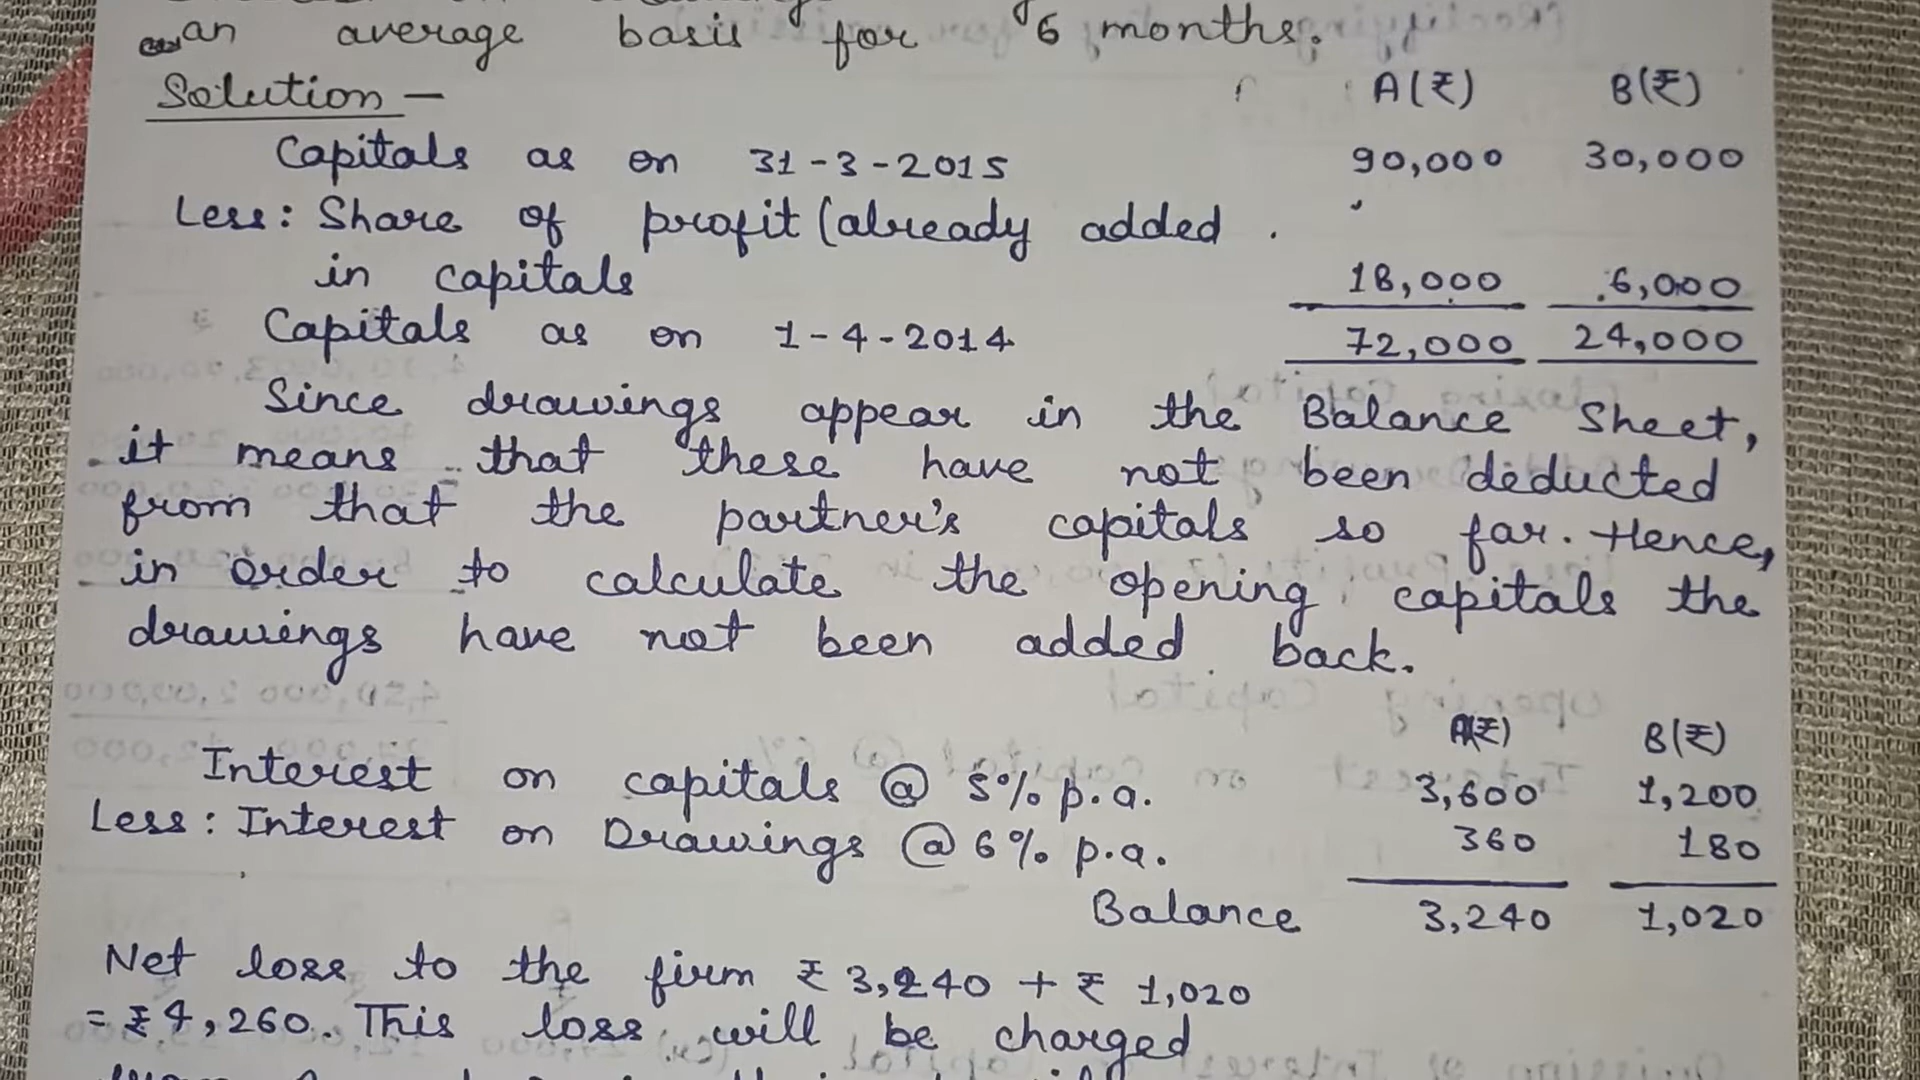 an average basis for 6 months.
Solution – A(₹) B(₹)
Capitals as on 31-3-2015 90,000 30,000
Less: Share of profit (already added
in capitals 18,000 6,000
Capitals as on 1-4-2014 72,000 24,000
Since drawings appear in the Balance Sheet,
it means that these have not been deducted
from that the partner's capitals so far. Hence,
in order to calculate the opening capitals the
drawings have not been added back.
A(₹) B(₹)
Interest on capitals @ 5% p.a. 3,600 1,200
Less: Interest on Drawings @ 6% p.a. 360 180
Balance 3,240 1,020
Net loss to the firm ₹ 3,240 + ₹ 1,020
= ₹ 4,260. This loss will be charged